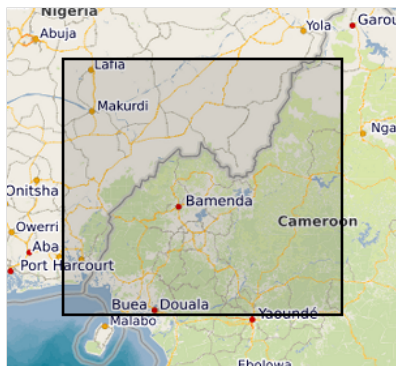 Nigeria
Garou
Yola
Abuja
Lafia
Makurdi
Nga
Onitsha
Bamenda
Cameroon
Owerri
Aba
Port Harcourt
Buea
Douala
Yaoundé
Malabo
Ebolowa